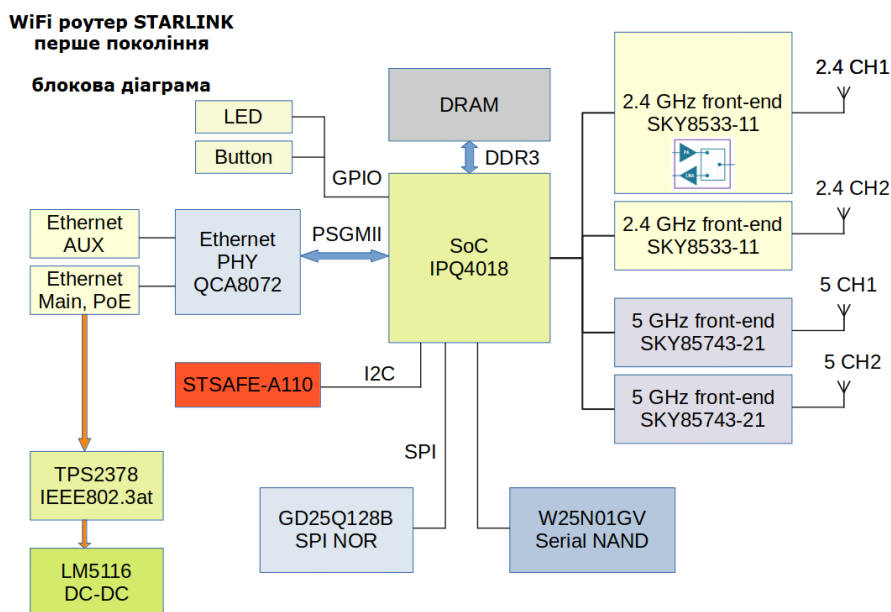 WiFi роутер STARLINK
перше покоління
блокова діаграма
LED
Button
GPIO
DRAM
DDR3
2.4 GHz front-end
SKY8533-11
PA
LNA
2.4 CH1
2.4 GHz front-end
SKY8533-11
2.4 CH2
Ethernet
AUX
Ethernet
Main, PoE
Ethernet
PHY
QCA8072
PSGMII
SoC
IPQ4018
5 GHz front-end
SKY85743-21
5 CH1
5 GHz front-end
SKY85743-21
5 CH2
STSAFE-A110
I2C
SPI
TPS2378
IEEE802.3at
LM5116
DC-DC
GD25Q128B
SPI NOR
W25N01GV
Serial NAND